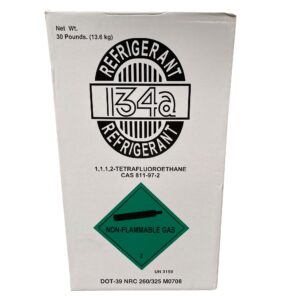 Net Wt.
30 Pounds. (13.6 kg)
REFRIGERANT
134a
REFRIGERANT
1,1,1,2-TETRAFLUOROETHANE
CAS 811-97-2
NON-FLAMMABLE GAS
2
UN 3159
DOT-39 NRC 260/325 M0708